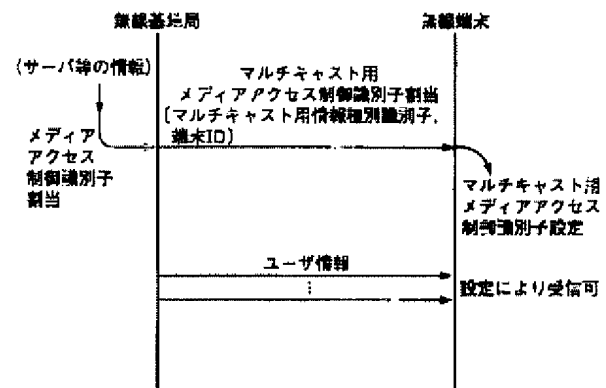 無線基地局
無線端末
(サーバ等の情報)
マルチキャスト用
メディアアクセス制御識別子割当
〔マルチキャスト用情報種別識別子,
端末ID〕
メディア
アクセス
制御識別子
割当
マルチキャスト用
メディアアクセス
制御識別子設定
ユーザ情報
⋮
設定により受信可